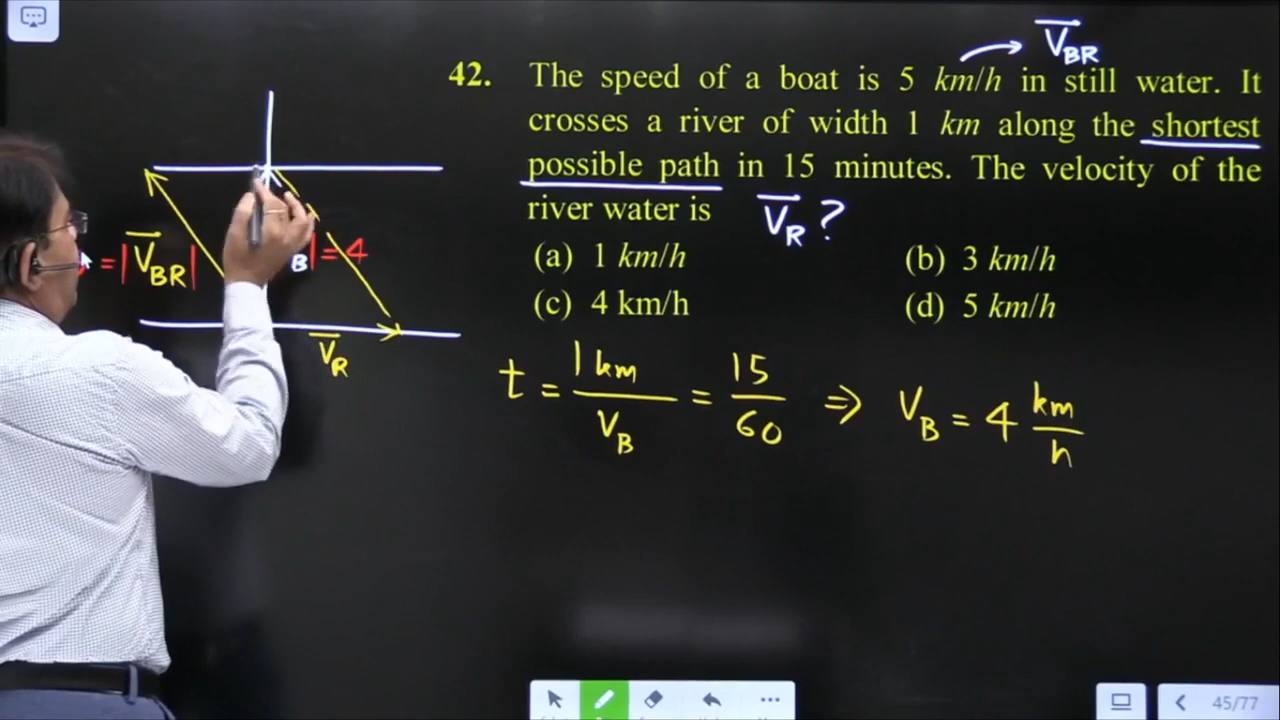 V_BR
42. The speed of a boat is 5 km/h in still water. It
crosses a river of width 1 km along the shortest
possible path in 15 minutes. The velocity of the
river water is V_R ?
(a) 1 km/h (b) 3 km/h
(c) 4 km/h (d) 5 km/h
= |V_BR| B| = 4
V_R
t = 1 km / V_B = 15 / 60 ⇒ V_B = 4 km / h
45/77